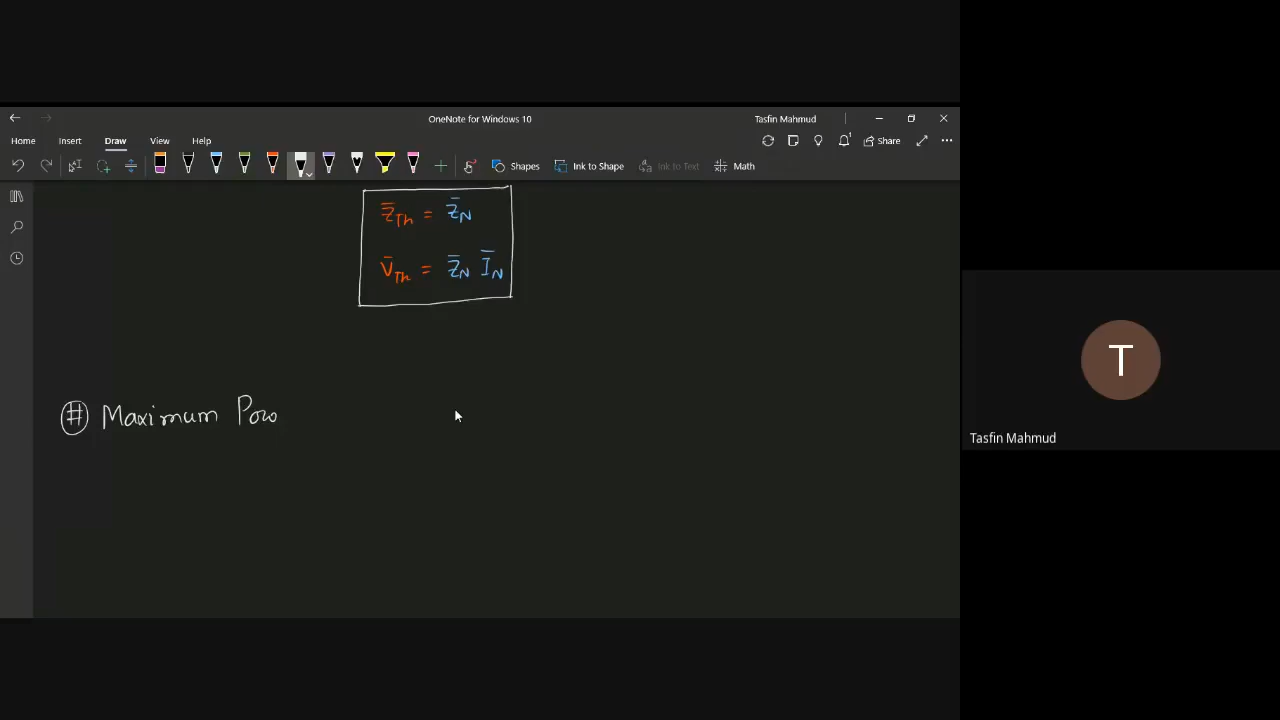 OneNote for Windows 10
Tasfin Mahmud
Home Insert Draw View Help
Share
Shapes Ink to Shape Ink to Text Math
Z̄Th = Z̄N
V̄Th = Z̄N ĪN
# Maximum Pow
T
Tasfin Mahmud